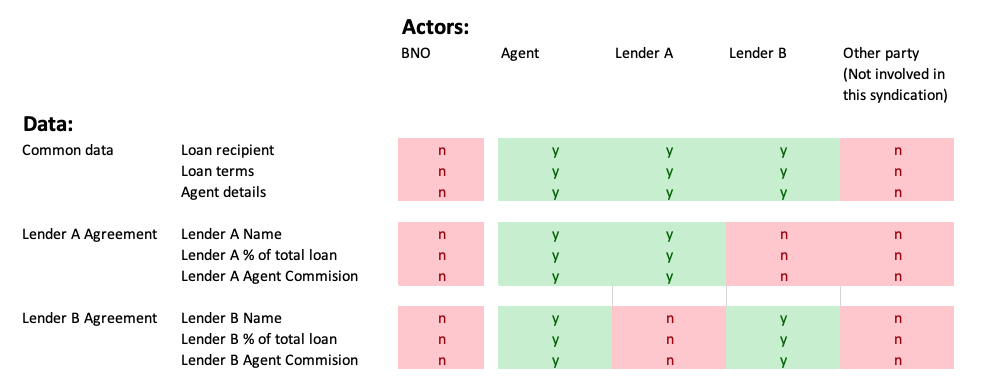 Actors:
BNO Agent Lender A Lender B Other party
(Not involved in
this syndication)
Data:
Common data Loan recipient n y y y n
Loan terms n y y y n
Agent details n y y y n
Lender A Agreement Lender A Name n y y n n
Lender A % of total loan n y y n n
Lender A Agent Commision n y y n n
Lender B Agreement Lender B Name n y n y n
Lender B % of total loan n y n y n
Lender B Agent Commision n y n y n